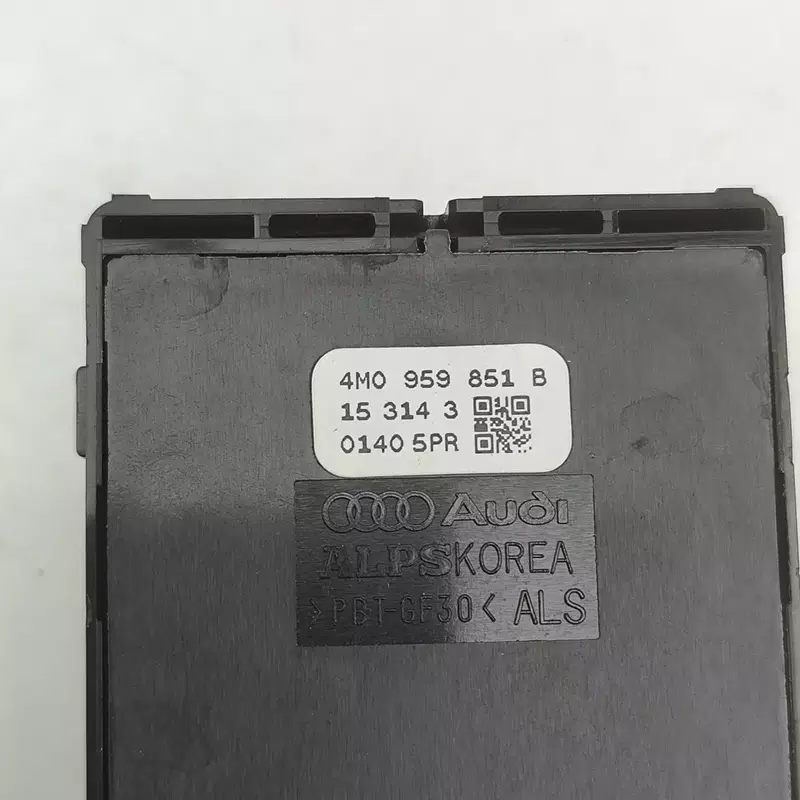 4M0 959 851 B
15 314 3
0140 5PR
Audi
ALPSKOREA
>PBT-GF30< ALS